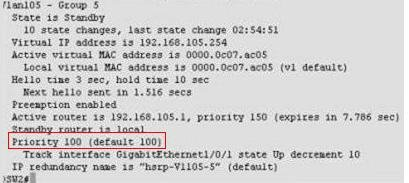 Vlan105 - Group 5
State is Standby
10 state changes, last state change 02:54:51
Virtual IP address is 192.168.105.254
Active virtual MAC address is 0000.0c07.ac05
Local virtual MAC address is 0000.0c07.ac05 (v1 default)
Hello time 3 sec, hold time 10 sec
Next hello sent in 1.516 secs
Preemption enabled
Active router is 192.168.105.1, priority 150 (expires in 7.786 sec)
Standby router is local
Priority 100 (default 100)
Track interface GigabitEthernet1/0/1 state Up decrement 10
IP redundancy name is "hsrp-Vl105-5" (default)
DSW2#